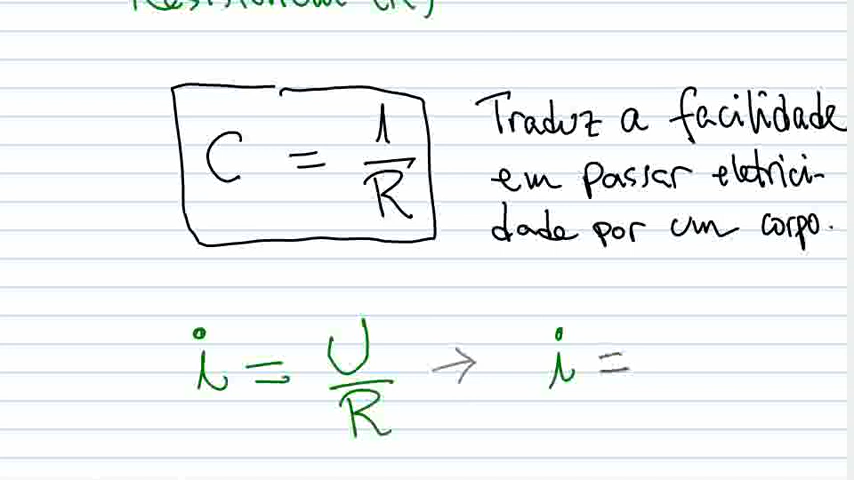 C = 1/R
Traduz a facilidade
em passar eletrici-
dade por um corpo.
i = U/R → i =